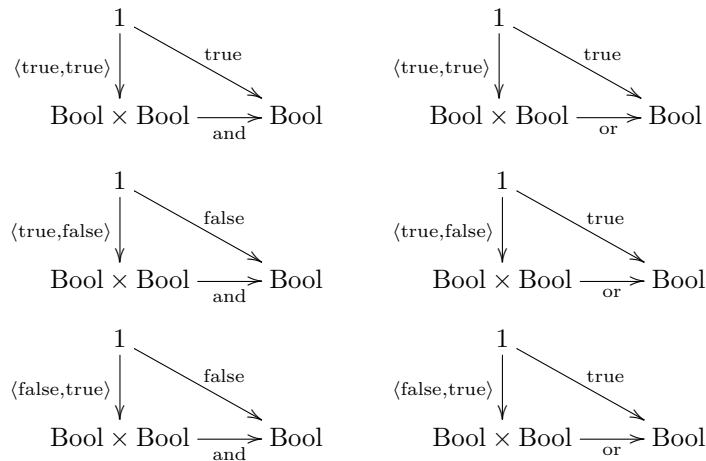 1 1
true true
⟨true,true⟩ ⟨true,true⟩
Bool × Bool Bool Bool × Bool Bool
and or
1 1
false true
⟨true,false⟩ ⟨true,false⟩
Bool × Bool Bool Bool × Bool Bool
and or
1 1
false true
⟨false,true⟩ ⟨false,true⟩
Bool × Bool Bool Bool × Bool Bool
and or